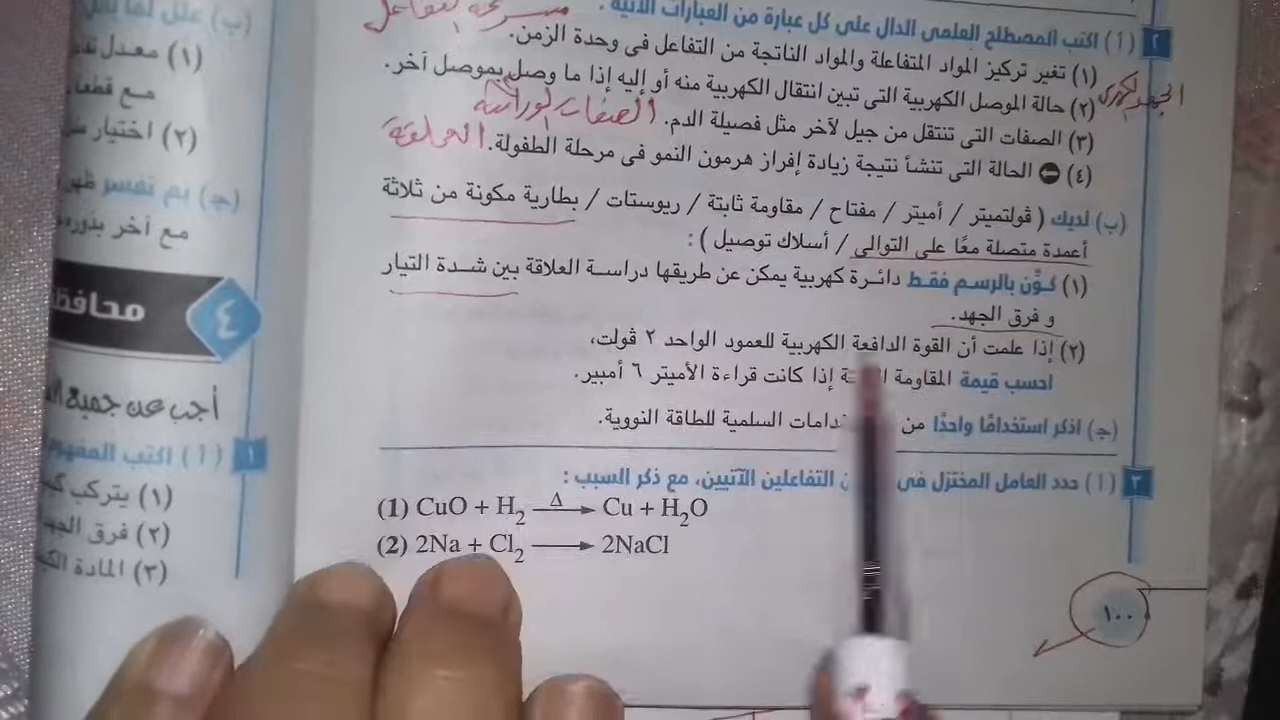 ٢ (أ) اكتب المصطلح العلمى الدال على كل عبارة من العبارات الآتية :
(١) تغير تركيز المواد المتفاعلة والمواد الناتجة من التفاعل فى وحدة الزمن.
(٢) حالة الموصل الكهربية التى تبين انتقال الكهربية منه أو إليه إذا ما وصل بموصل آخر.
الجهد الكهربى
(٣) الصفات التى تنتقل من جيل لآخر مثل فصيلة الدم. الصفات الوراثية
(٤) الحالة التى تنشأ نتيجة زيادة إفراز هرمون النمو فى مرحلة الطفولة. العملقة
(ب) لديك ( ڤولتميتر / أميتر / مفتاح / مقاومة ثابتة / ريوستات / بطارية مكونة من ثلاثة
أعمدة متصلة معًا على التوالى / أسلاك توصيل ) :
(١) كوِّن بالرسم فقط دائرة كهربية يمكن عن طريقها دراسة العلاقة بين شدة التيار
و فرق الجهد.
(٢) إذا علمت أن القوة الدافعة الكهربية للعمود الواحد ٢ ڤولت،
احسب قيمة المقاومة إذا كانت قراءة الأميتر ٦ أمبير.
(جـ) اذكر استخدامًا واحدًا من السلمية للطاقة النووية.
٣ (أ) حدد العامل المختزل فى التفاعلين الآتيين، مع ذكر السبب :
(1) CuO + H₂ —Δ→ Cu + H₂O
(2) 2Na + Cl₂ ⟶ 2NaCl
١٠٠
(ب) علل لما
(١) معدل
مع قطعة
(٢) اختيار
(جـ) بم تفسر
مع آخر بذوره
٤
أجب عن جميع
١ (أ) اكتب المفهوم
(١) يتركب
(٢) فرق الجهد
(٣) المادة